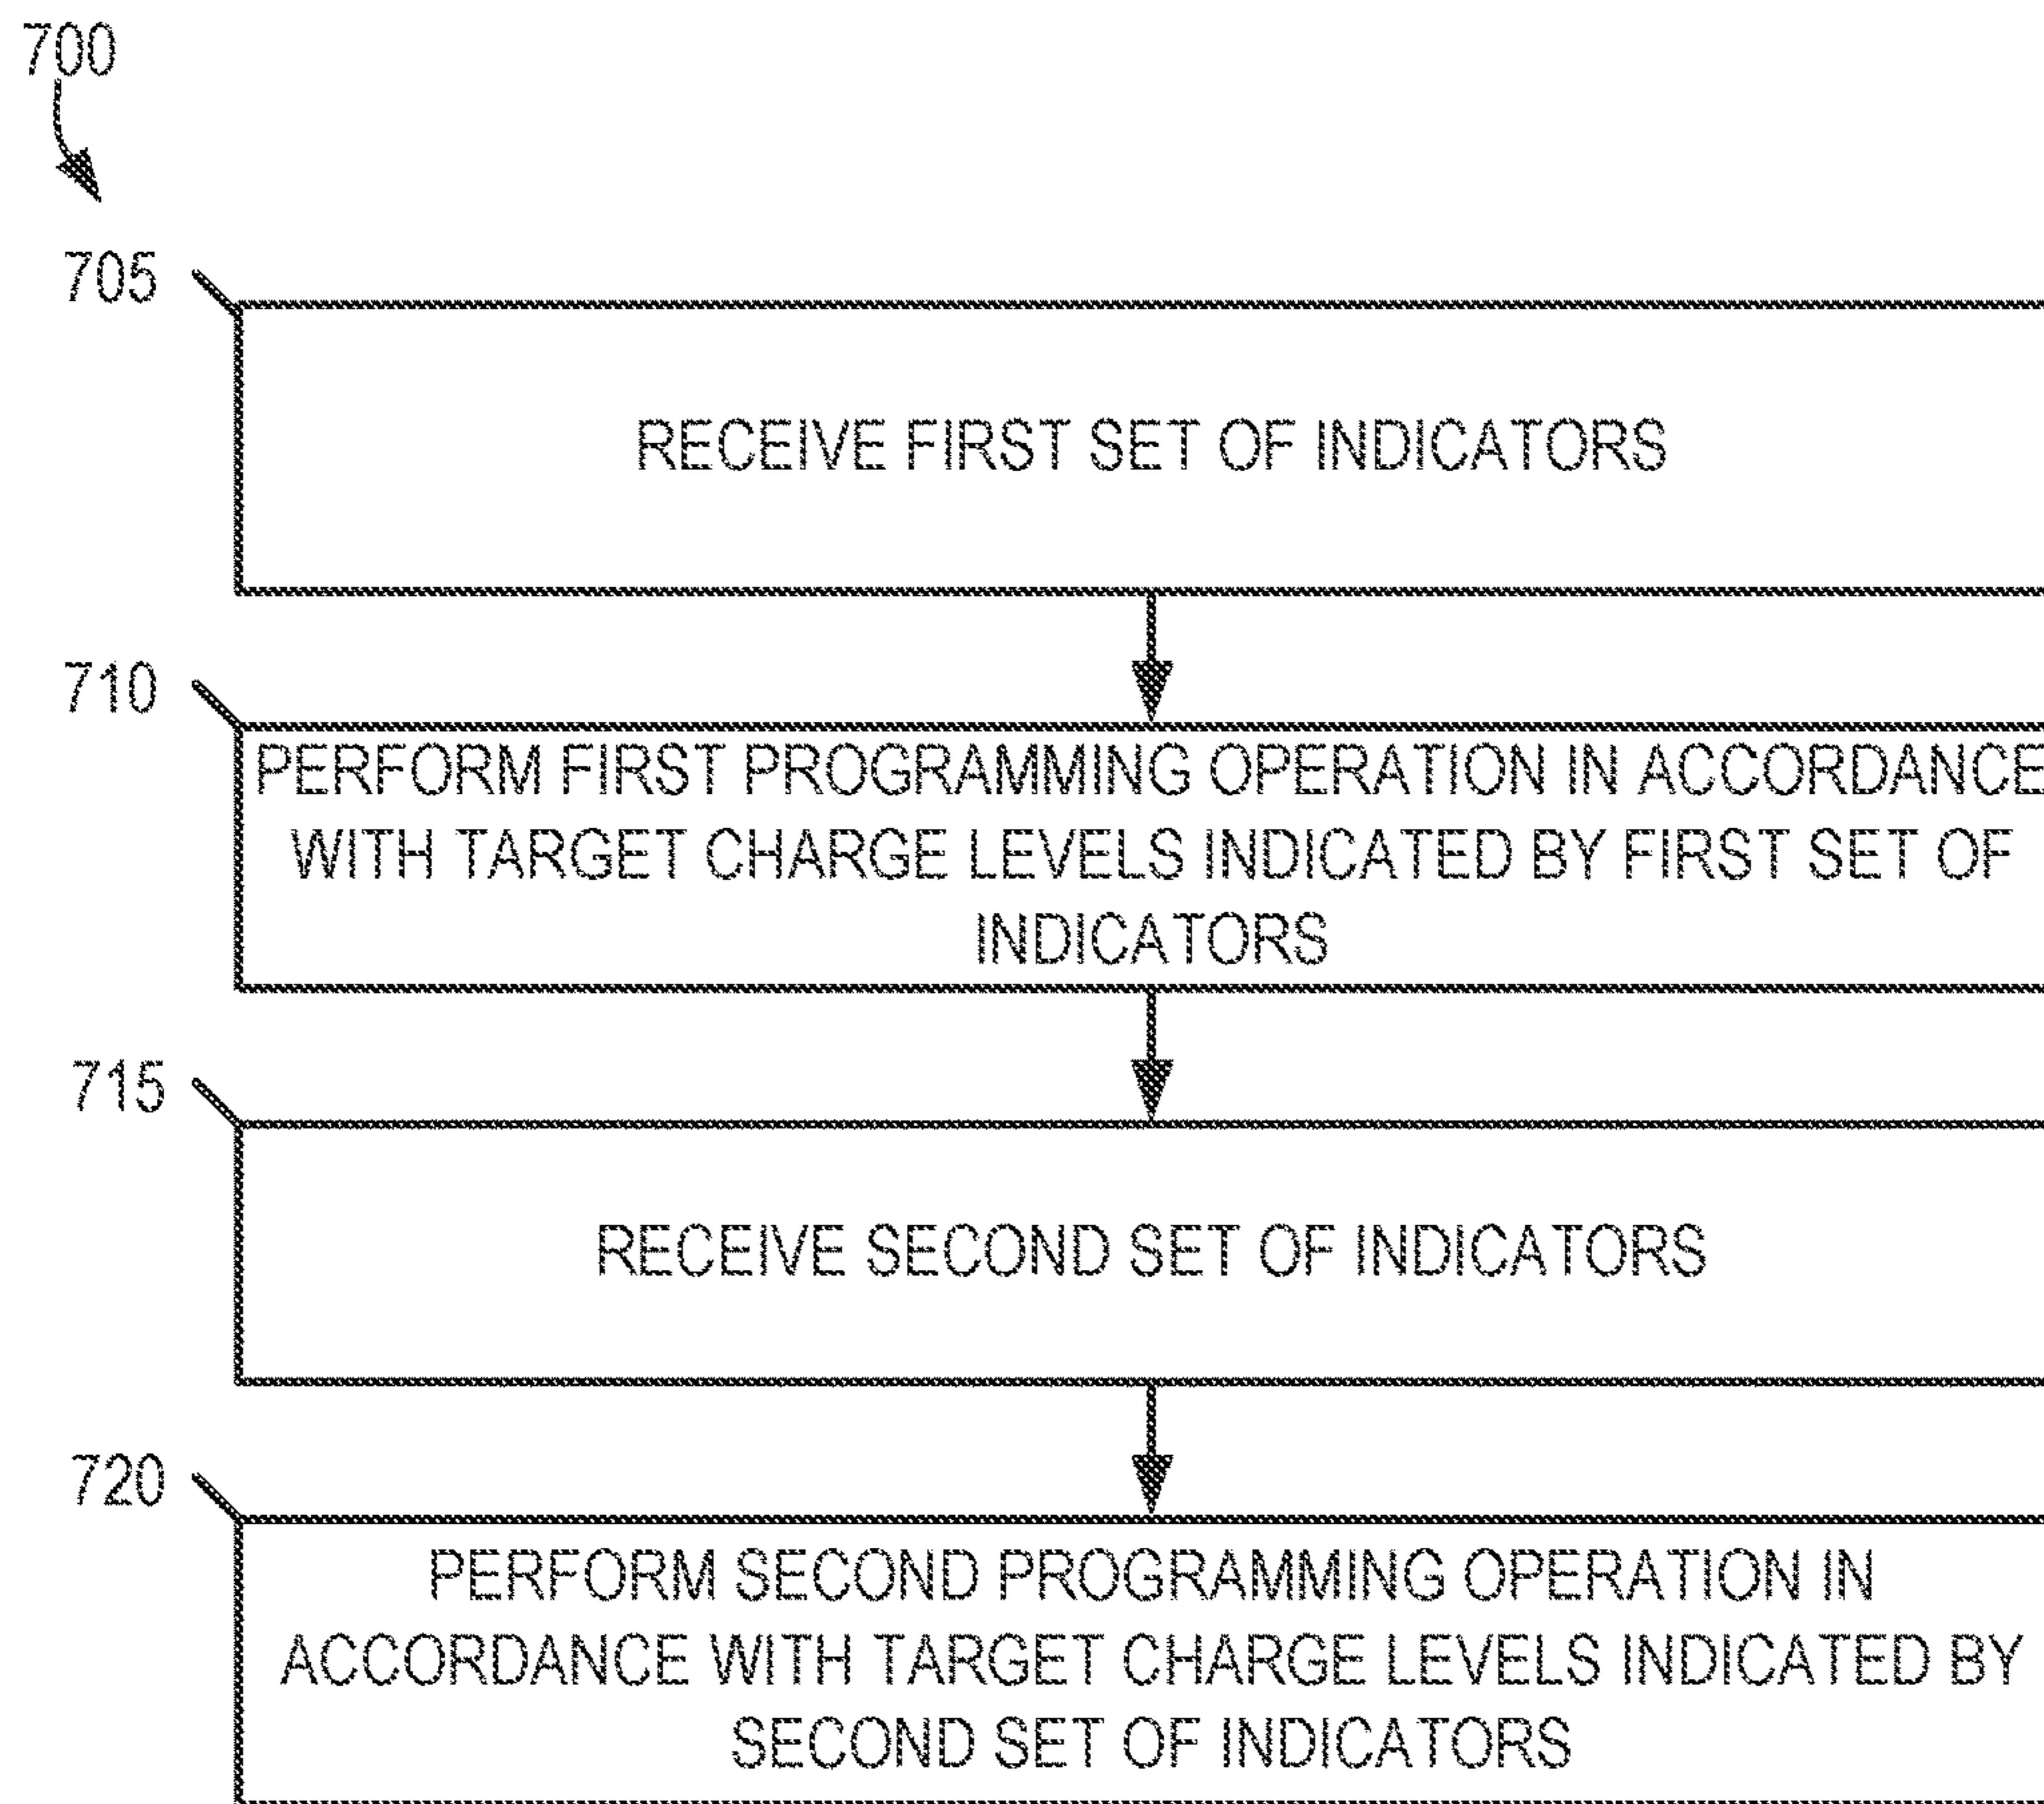 700
705
RECEIVE FIRST SET OF INDICATORS
710
PERFORM FIRST PROGRAMMING OPERATION IN ACCORDANCE
WITH TARGET CHARGE LEVELS INDICATED BY FIRST SET OF
INDICATORS
715
RECEIVE SECOND SET OF INDICATORS
720
PERFORM SECOND PROGRAMMING OPERATION IN
ACCORDANCE WITH TARGET CHARGE LEVELS INDICATED BY
SECOND SET OF INDICATORS